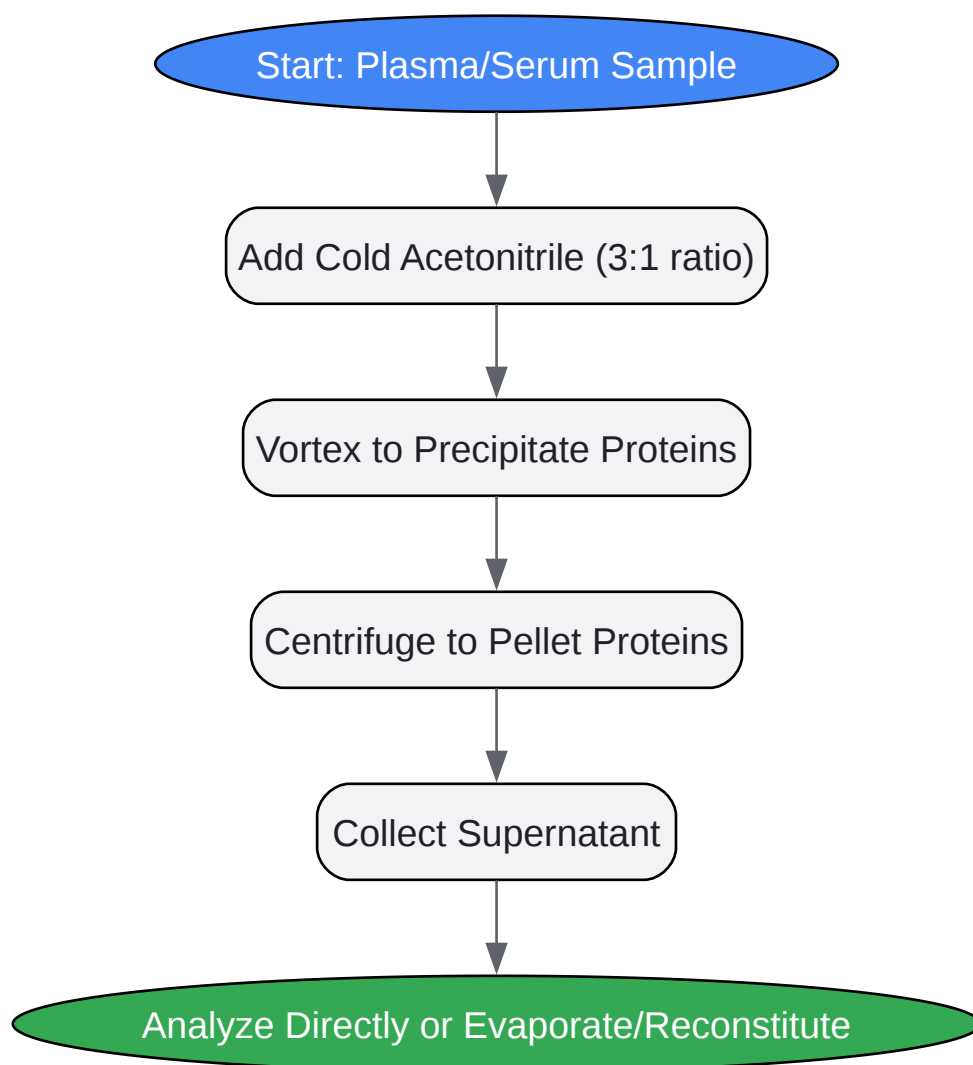 Start: Plasma/Serum Sample
Add Cold Acetonitrile (3:1 ratio)
Vortex to Precipitate Proteins
Centrifuge to Pellet Proteins
Collect Supernatant
Analyze Directly or Evaporate/Reconstitute